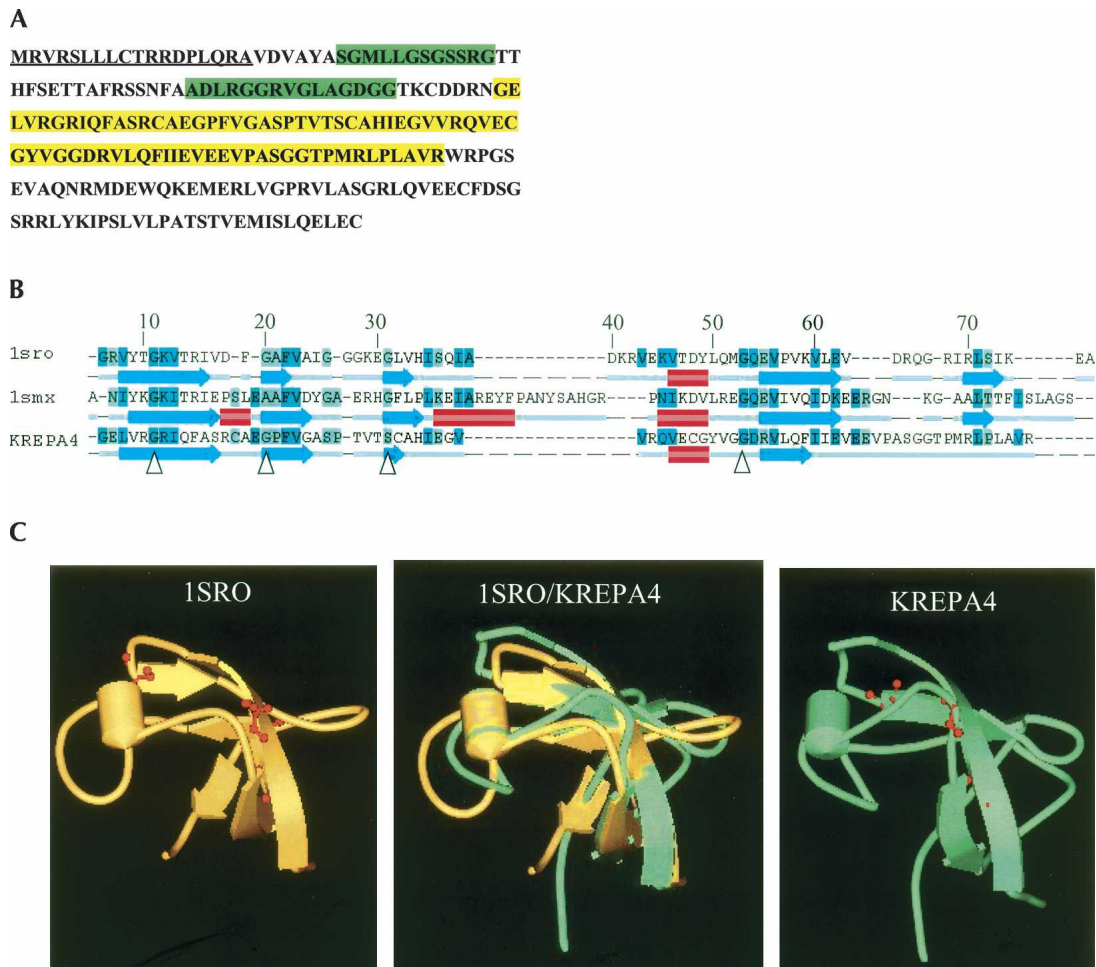 A
MRVRSLLLCTRRDPLQRAVDVAYASGMLLGSGSSRGTT
HFSETTAFRSSNFAADLRGGRVGLAGDGGTKCDDRNGE
LVRGRIQFASRCAEGPFVGASPTVTSCAHIEGVVRQVEC
GYVGGDRVLQFIIEVEEVPASGGTPMRLPLAVRWRPGS
EVAQNRMDEWQKEMERLVGPRVLASGRLQVEECFDSG
SRRLYKIPSLVLPATSTVEMISLQELEC
B
10 20 30 40 50 60 70
1sro -GRVYTGKVTRIVD-F-GAFVAIG-GGKEGLVHISQIA-----------DKRVEKVTDYLQMGQEVPVKVLEV---DRQG-RIRLSIK----EA
1smx A-NIYKGKITRIEPSLEAAFVDYGA-ERHGFLPLKEIAREYFPANYSAHGR---PNIKDVLREGQEVIVQIDKEERGN--KG-AALTTFISLAGS-
KREPA4 GELVRGRIQFASRCAEGPFVGASP-TVTSCAHIEGV--------------VRQVECGYVGGDRVLQFIIEVEEVPASGGTPMRLPLAVR----
C
1SRO
1SRO/KREPA4
KREPA4